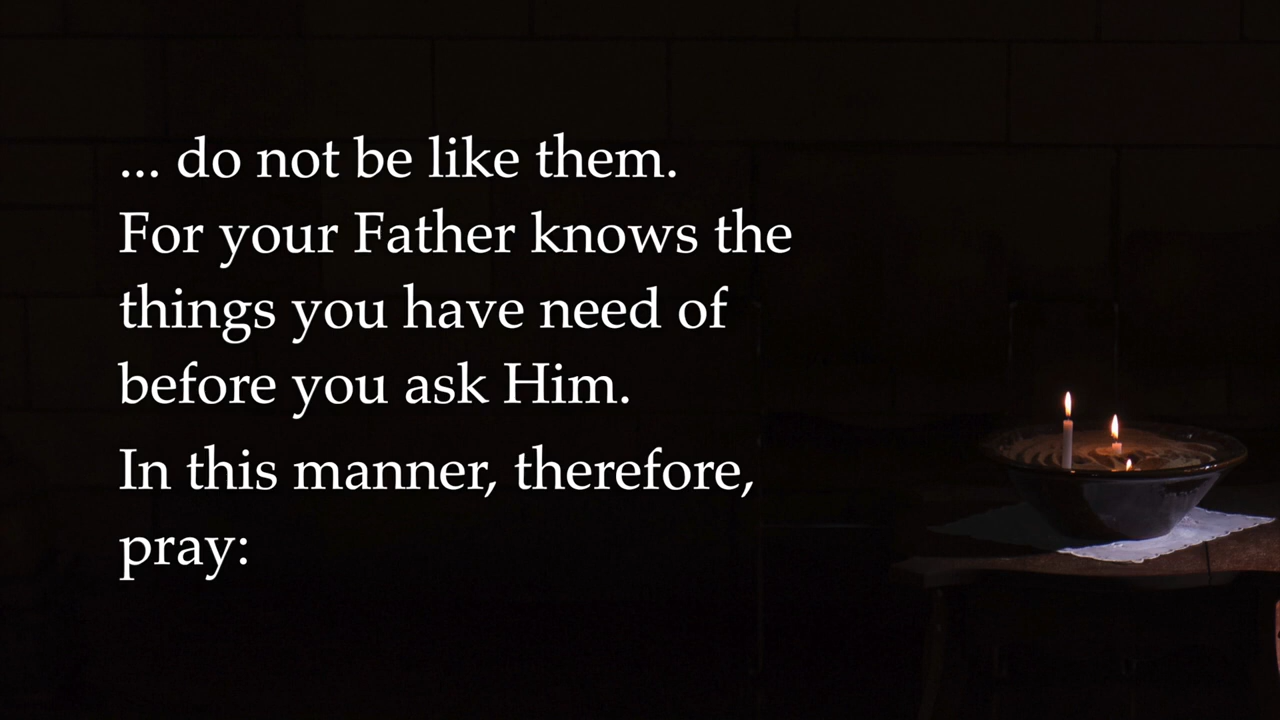 ... do not be like them.
For your Father knows the
things you have need of
before you ask Him.
In this manner, therefore,
pray: